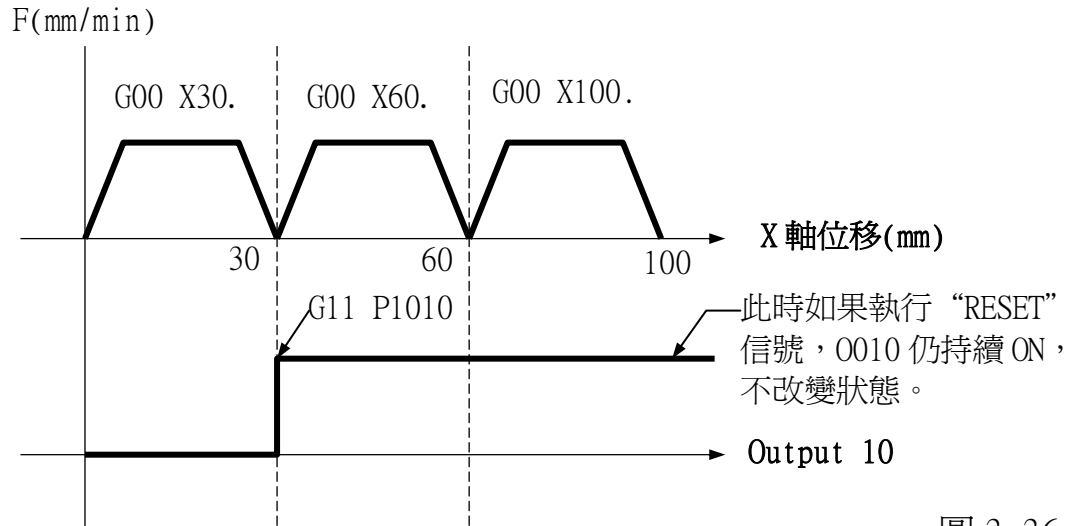 F(mm/min)
G00 X30.
G00 X60.
G00 X100.
X 軸位移(mm)
30
60
100
G11 P1010
此時如果執行“RESET”
信號，O010 仍持續 ON，
不改變狀態。
Output 10